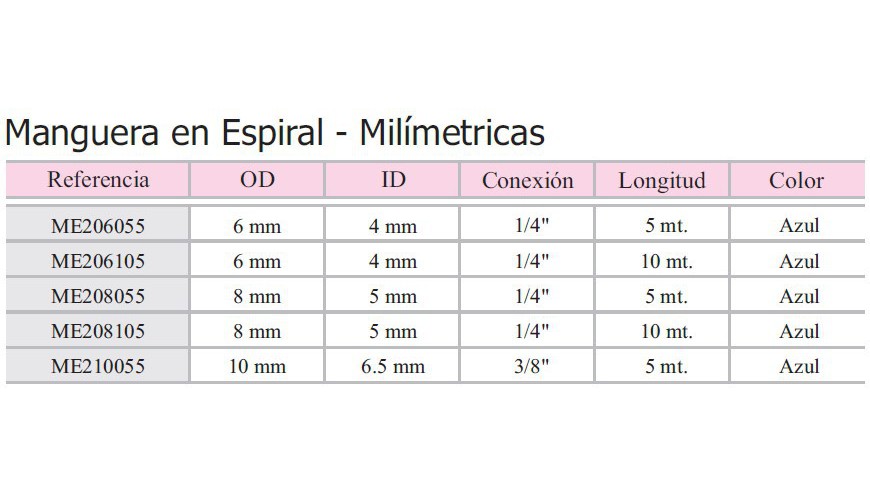 Manguera en Espiral - Milímetricas
Referencia OD ID Conexión Longitud Color
ME206055 6 mm 4 mm 1/4" 5 mt. Azul
ME206105 6 mm 4 mm 1/4" 10 mt. Azul
ME208055 8 mm 5 mm 1/4" 5 mt. Azul
ME208105 8 mm 5 mm 1/4" 10 mt. Azul
ME210055 10 mm 6.5 mm 3/8" 5 mt. Azul